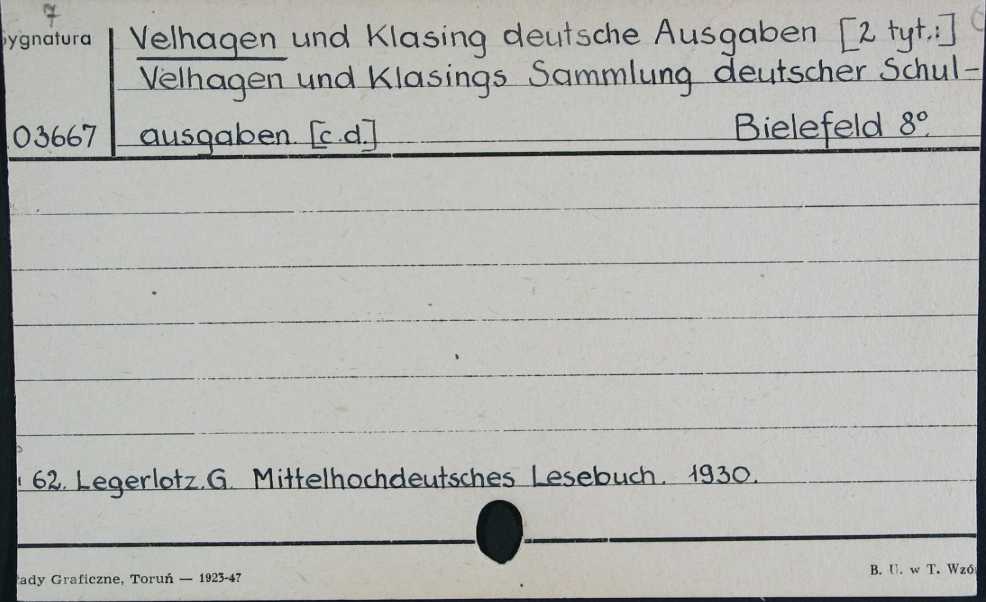 7
ygnatura
Velhagen und Klasing deutsche Ausgaben [2 tyt.:]
Velhagen und Klasings Sammlung deutscher Schul-
03667 ausgaben. [c.d.] Bielefeld 8°.
62. Legerlotz.G. Mittelhochdeutsches Lesebuch. 1930.
ady Graficzne, Toruń — 1923-47
B. U. w T. Wzó